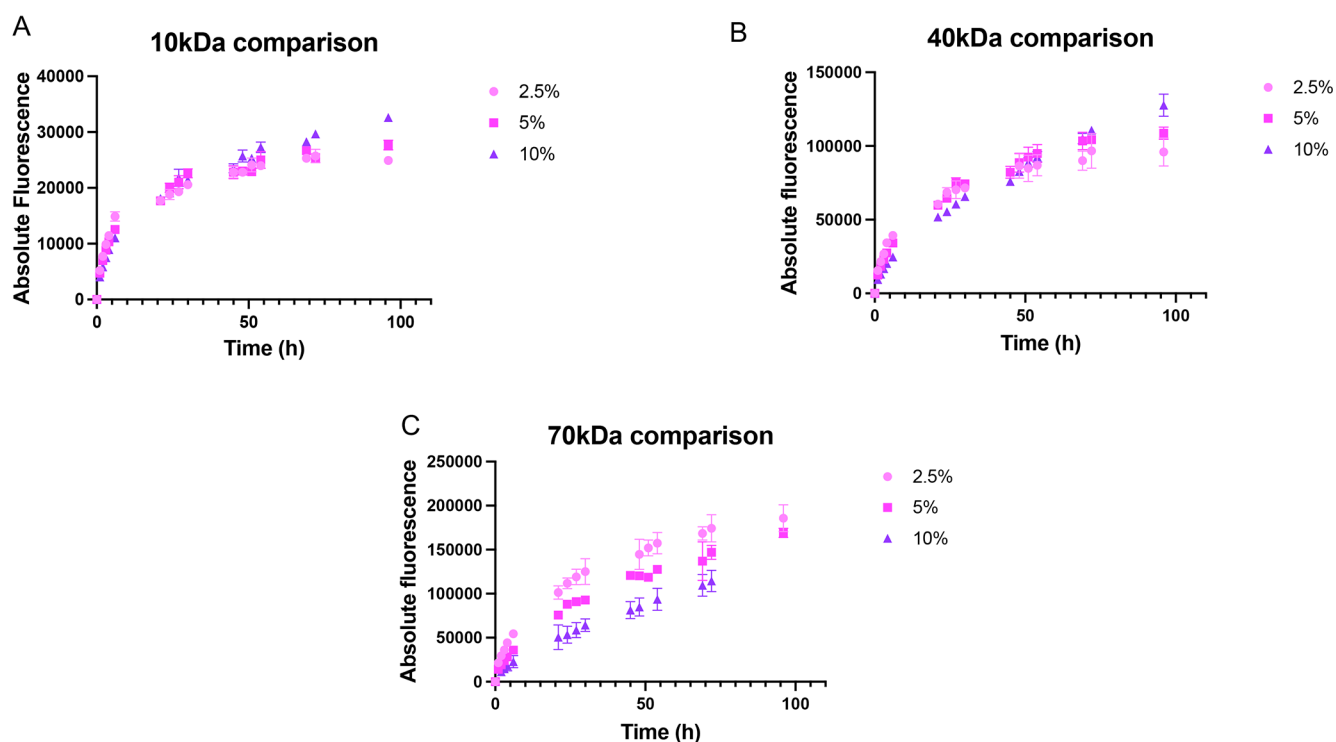 A
10kDa comparison
40000
30000
20000
10000
0
0
50
100
Absolute Fluorescence
Time (h)
2.5%
5%
10%
B
40kDa comparison
150000
100000
50000
0
0
50
100
Absolute fluorescence
Time (h)
2.5%
5%
10%
C
70kDa comparison
250000
200000
150000
100000
50000
0
0
50
100
Absolute fluorescence
Time (h)
2.5%
5%
10%